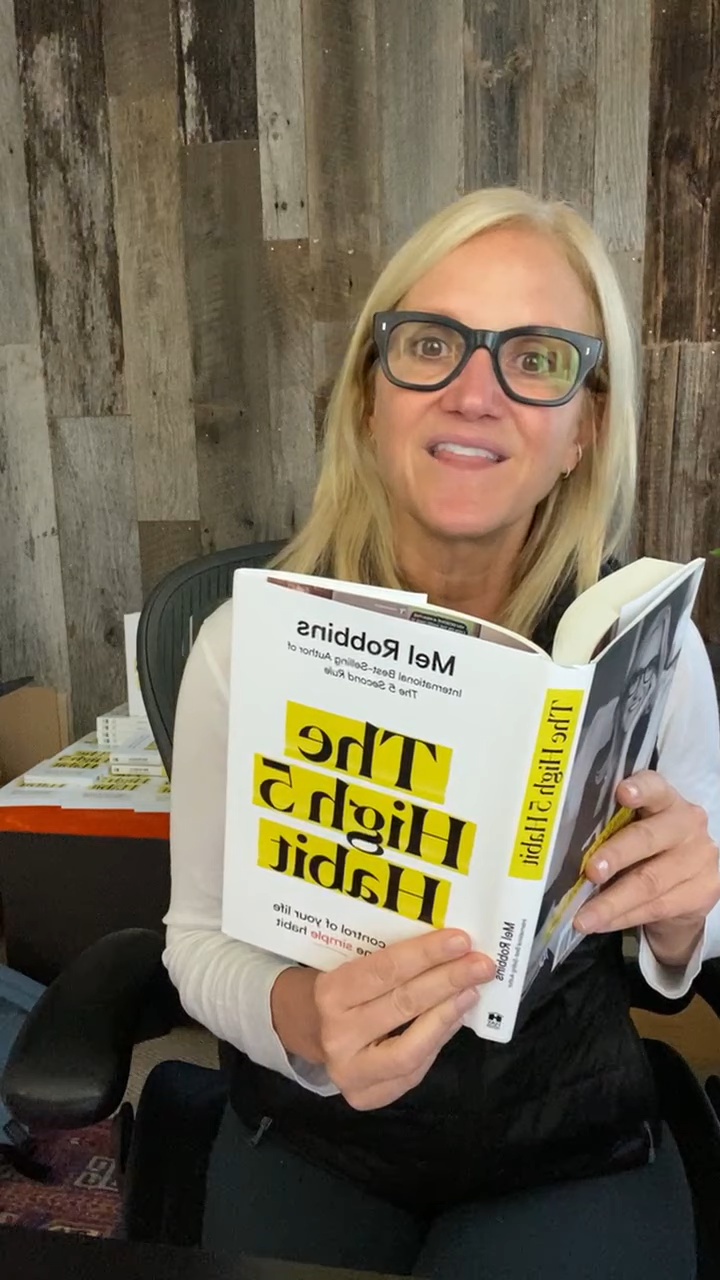 Mel Robbins
International Best-Selling Author of
The 5 Second Rule
The
High 5
Habit
control of your life
simple habit
The High 5 Habit
Mel Robbins